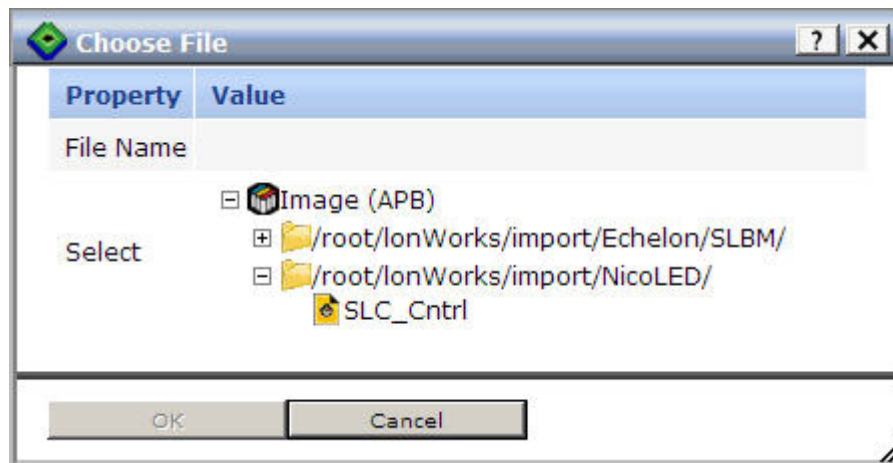 Choose File ? X
Property Value
File Name
Image (APB)
/root/lonWorks/import/Echelon/SLBM/
Select
/root/lonWorks/import/NicoLED/
SLC_Cntrl
OK Cancel